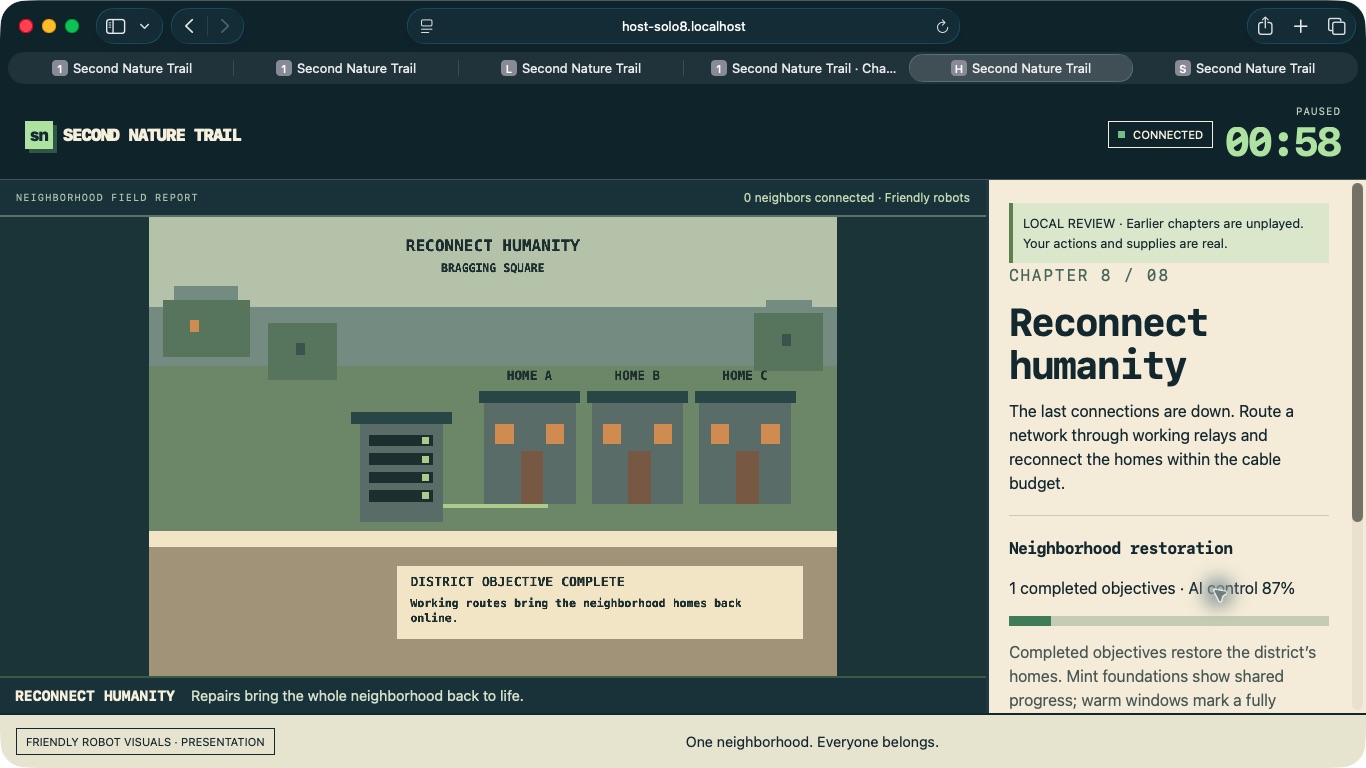 host-solo8.localhost
1 Second Nature Trail
1 Second Nature Trail
L Second Nature Trail
1 Second Nature Trail · Cha...
H Second Nature Trail
S Second Nature Trail
sn SECOND NATURE TRAIL
CONNECTED
PAUSED
00:58
NEIGHBORHOOD FIELD REPORT
0 neighbors connected · Friendly robots
RECONNECT HUMANITY
BRAGGING SQUARE
HOME A
HOME B
HOME C
DISTRICT OBJECTIVE COMPLETE
Working routes bring the neighborhood homes back
online.
RECONNECT HUMANITY Repairs bring the whole neighborhood back to life.
LOCAL REVIEW · Earlier chapters are unplayed.
Your actions and supplies are real.
CHAPTER 8 / 08
Reconnect
humanity
The last connections are down. Route a
network through working relays and
reconnect the homes within the cable
budget.
Neighborhood restoration
1 completed objectives · AI control 87%
Completed objectives restore the district’s
homes. Mint foundations show shared
progress; warm windows mark a fully
FRIENDLY ROBOT VISUALS · PRESENTATION
One neighborhood. Everyone belongs.